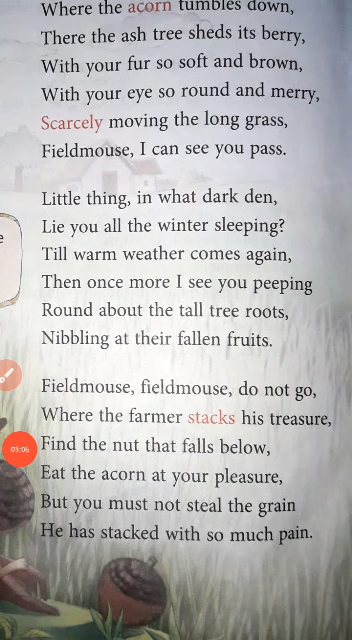 Where the acorn tumbles down,
There the ash tree sheds its berry,
With your fur so soft and brown,
With your eye so round and merry,
Scarcely moving the long grass,
Fieldmouse, I can see you pass.
Little thing, in what dark den,
Lie you all the winter sleeping?
Till warm weather comes again,
Then once more I see you peeping
Round about the tall tree roots,
Nibbling at their fallen fruits.
Fieldmouse, fieldmouse, do not go,
Where the farmer stacks his treasure,
Find the nut that falls below,
Eat the acorn at your pleasure,
But you must not steal the grain
He has stacked with so much pain.
03:06